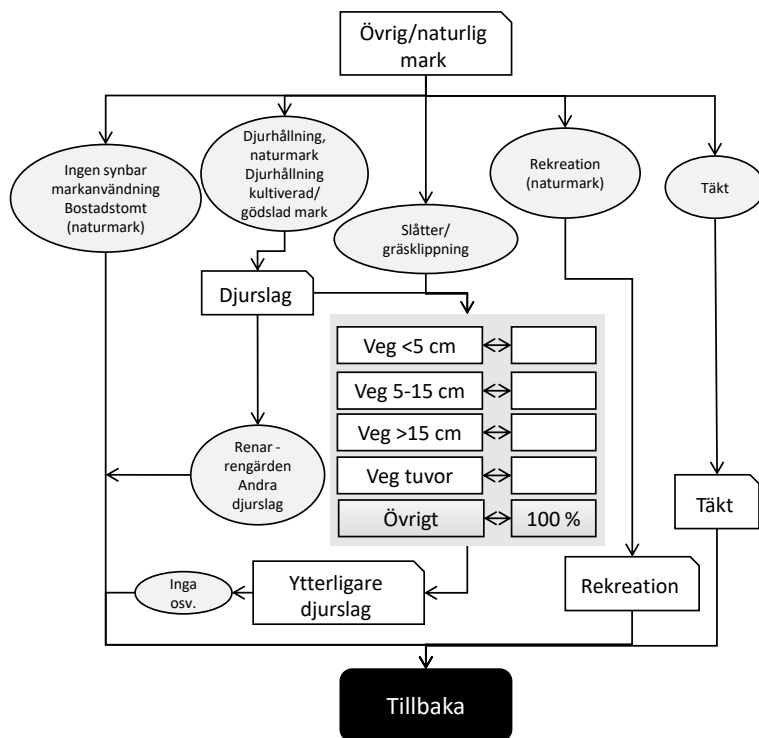 Övrig/naturlig
mark
Ingen synbar
markanvändning
Bostadstomt
(naturmark)
Djurhållning,
naturmark
Djurhållning
kultiverad/
gödslad mark
Slåtter/
gräsklippning
Rekreation
(naturmark)
Täkt
Djurslag
Veg <5 cm
Veg 5-15 cm
Veg >15 cm
Veg tuvor
Övrigt
100 %
Renar -
rengärden
Andra
djurslag
Täkt
Inga
osv.
Ytterligare
djurslag
Rekreation
Tillbaka